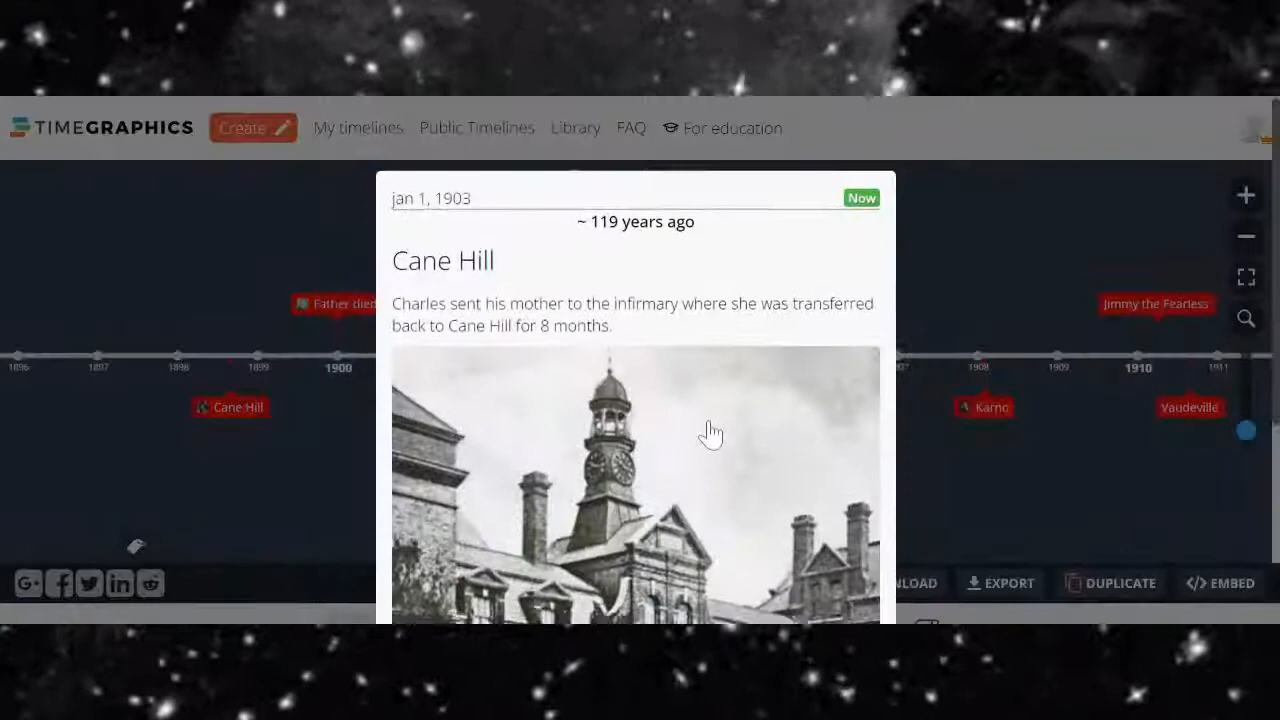 TIMEGRAPHICS
Create
My timelines
Public Timelines
Library
FAQ
For education
jan 1, 1903
Now
~ 119 years ago
Cane Hill
Charles sent his mother to the infirmary where she was transferred
back to Cane Hill for 8 months.
Father died
Jimmy the Fearless
1896
1897
1898
1899
1900
1908
1909
1910
1911
Cane Hill
Karno
Vaudeville
G+
EXPORT
DUPLICATE
</> EMBED